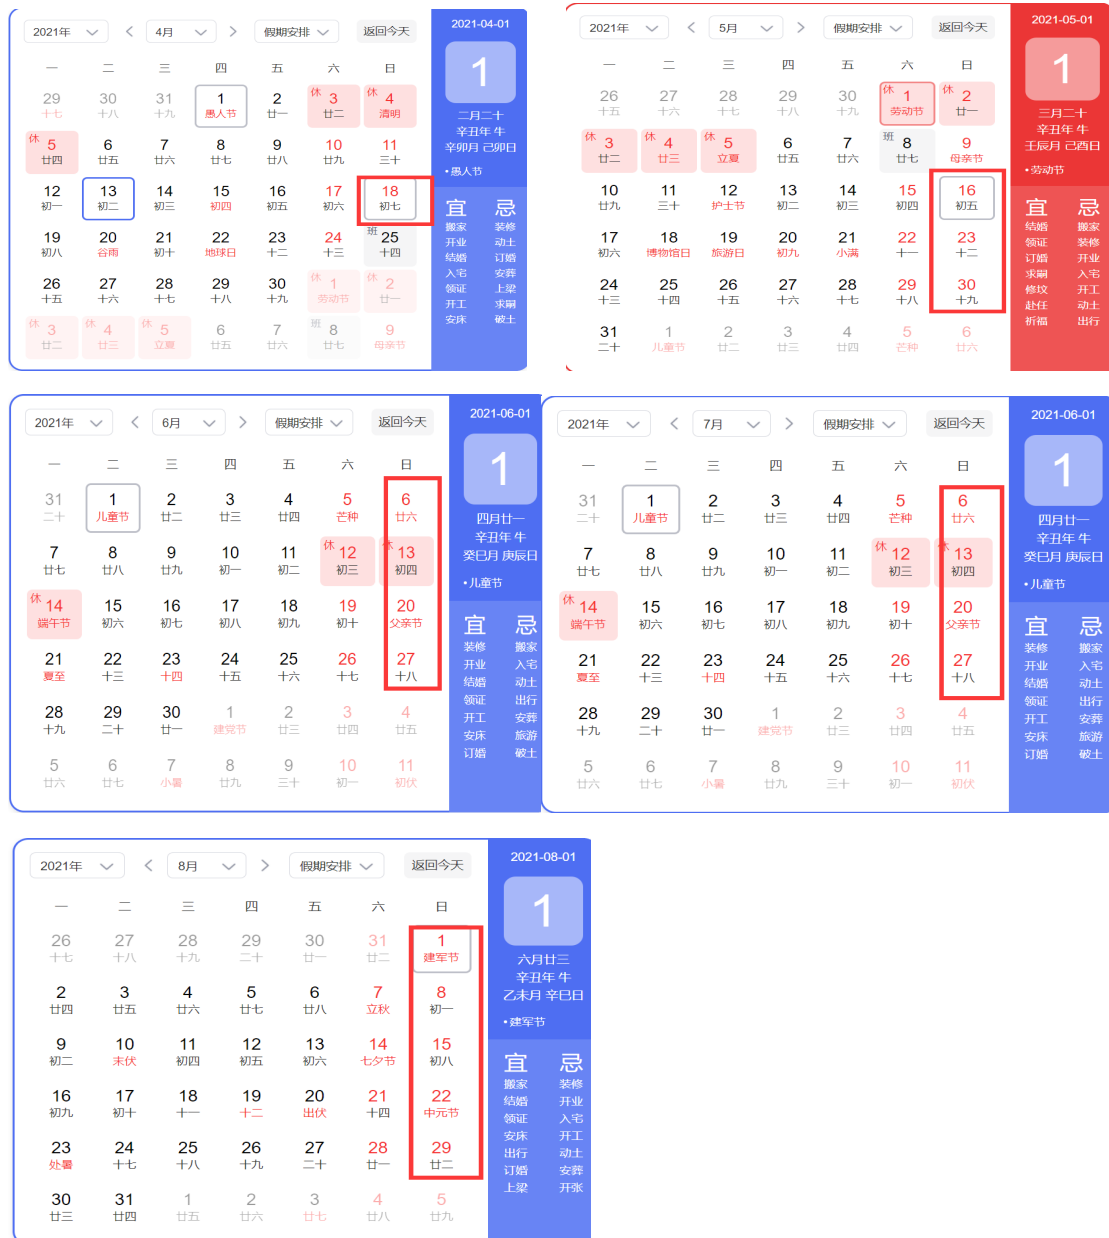 2021年 4月 假期安排 返回今天
一 二 三 四 五 六 日
29 30 31 1 2 休 3 休 4
十七 十八 十九 愚人节 廿一 廿二 清明
休 5 6 7 8 9 10 11
廿四 廿五 廿六 廿七 廿八 廿九 三十
12 13 14 15 16 17 18
初一 初二 初三 初四 初五 初六 初七
19 20 21 22 23 24 班 25
初八 谷雨 初十 地球日 十二 十三 十四
26 27 28 29 30 休 1 休 2
十五 十六 十七 十八 十九 劳动节 廿一
休 3 休 4 休 5 6 7 班 8 9
廿二 廿三 立夏 廿五 廿六 廿七 母亲节
2021-04-01
1
二月二十
辛丑年 牛
辛卯月 己卯日
•愚人节
宜 忌
搬家 装修
开业 动土
结婚 订婚
入宅 安葬
领证 上梁
开工 求嗣
安床 破土
2021年 5月 假期安排 返回今天
一 二 三 四 五 六 日
26 27 28 29 30 休 1 休 2
十五 十六 十七 十八 十九 劳动节 廿一
休 3 休 4 休 5 6 7 班 8 9
廿二 廿三 立夏 廿五 廿六 廿七 母亲节
10 11 12 13 14 15 16
廿九 三十 护士节 初二 初三 初四 初五
17 18 19 20 21 22 23
初六 博物馆日 旅游日 初九 小满 十一 十二
24 25 26 27 28 29 30
十三 十四 十五 十六 十七 十八 十九
31 1 2 3 4 5 6
二十 儿童节 廿二 廿三 廿四 芒种 廿六
2021-05-01
1
三月二十
辛丑年 牛
壬辰月 己酉日
•劳动节
宜 忌
结婚 搬家
领证 装修
订婚 开业
求嗣 入宅
修坟 开工
赴任 动土
祈福 出行
2021年 6月 假期安排 返回今天
一 二 三 四 五 六 日
31 1 2 3 4 5 6
二十 儿童节 廿二 廿三 廿四 芒种 廿六
7 8 9 10 11 休 12 休 13
廿七 廿八 廿九 初一 初二 初三 初四
休 14 15 16 17 18 19 20
端午节 初六 初七 初八 初九 初十 父亲节
21 22 23 24 25 26 27
夏至 十三 十四 十五 十六 十七 十八
28 29 30 1 2 3 4
十九 二十 廿一 建党节 廿三 廿四 廿五
5 6 7 8 9 10 11
廿六 廿七 小暑 廿九 三十 初一 初伏
2021-06-01
1
四月廿一
辛丑年 牛
癸巳月 庚辰日
•儿童节
宜 忌
装修 搬家
开业 入宅
结婚 动土
领证 出行
开工 安葬
安床 旅游
订婚 破土
2021年 7月 假期安排 返回今天
一 二 三 四 五 六 日
31 1 2 3 4 5 6
二十 儿童节 廿二 廿三 廿四 芒种 廿六
7 8 9 10 11 休 12 休 13
廿七 廿八 廿九 初一 初二 初三 初四
休 14 15 16 17 18 19 20
端午节 初六 初七 初八 初九 初十 父亲节
21 22 23 24 25 26 27
夏至 十三 十四 十五 十六 十七 十八
28 29 30 1 2 3 4
十九 二十 廿一 建党节 廿三 廿四 廿五
5 6 7 8 9 10 11
廿六 廿七 小暑 廿九 三十 初一 初伏
2021-06-01
1
四月廿一
辛丑年 牛
癸巳月 庚辰日
•儿童节
宜 忌
装修 搬家
开业 入宅
结婚 动土
领证 出行
开工 安葬
安床 旅游
订婚 破土
2021年 8月 假期安排 返回今天
一 二 三 四 五 六 日
26 27 28 29 30 31 1
十七 十八 十九 二十 廿一 廿二 建军节
2 3 4 5 6 7 8
廿四 廿五 廿六 廿七 廿八 立秋 初一
9 10 11 12 13 14 15
初二 末伏 初四 初五 初六 七夕节 初八
16 17 18 19 20 21 22
初九 初十 十一 十二 出伏 十四 中元节
23 24 25 26 27 28 29
处暑 十七 十八 十九 二十 廿一 廿二
30 31 1 2 3 4 5
廿三 廿四 廿五 廿六 廿七 廿八 廿九
2021-08-01
1
六月廿三
辛丑年 牛
乙未月 辛巳日
•建军节
宜 忌
搬家 装修
结婚 开业
领证 入宅
安床 开工
出行 动土
订婚 安葬
上梁 开张